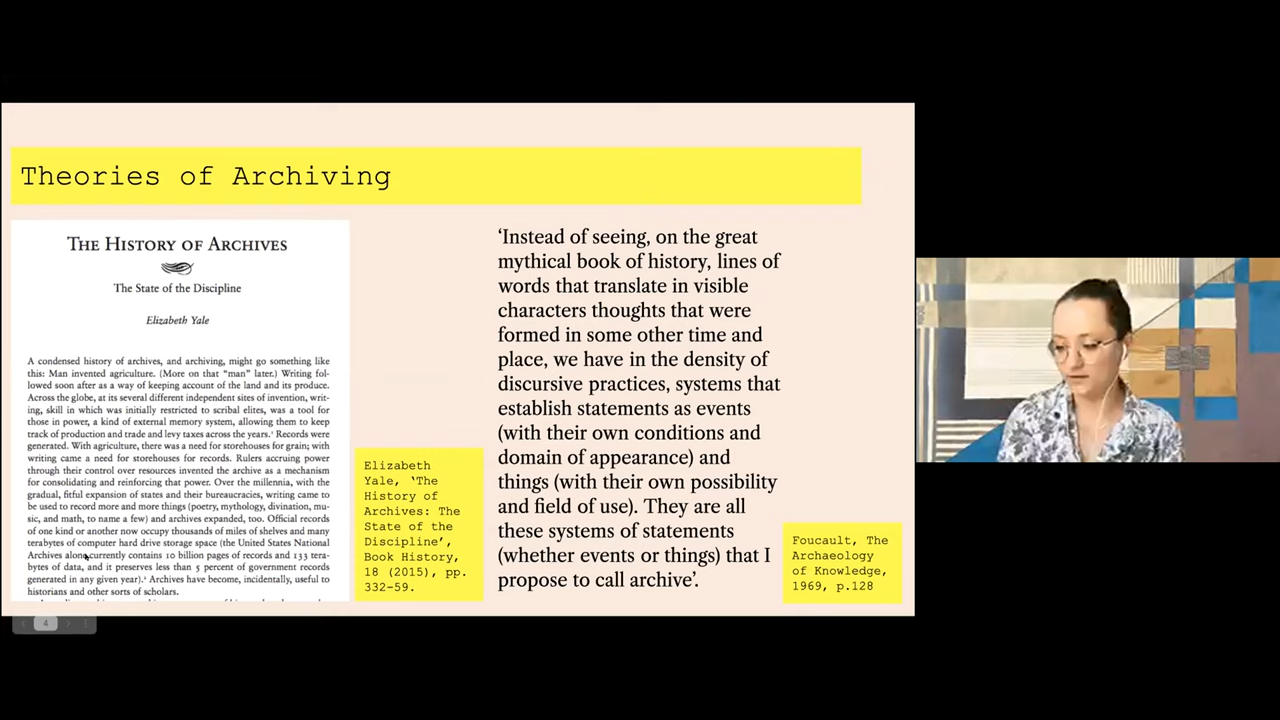 Theories of Archiving
THE HISTORY OF ARCHIVES
The State of the Discipline
Elizabeth Yale
A condensed history of archives, and archiving, might go something like
this: Man invented agriculture. (More on that “man” later.) Writing fol-
lowed soon after as a way of keeping account of the land and its produce.
Across the globe, at its several different independent sites of invention, writ-
ing, skill in which was initially restricted to scribal elites, was a tool for
those in power, a kind of external memory system, allowing them to keep
track of production and trade and levy taxes across the years.¹ Records were
generated. With agriculture, there was a need for storehouses for grain; with
writing came a need for storehouses for records. Rulers accruing power
through their control over resources invented the archive as a mechanism
for consolidating and reinforcing that power. Over the millennia, with the
gradual, fitful expansion of states and their bureaucracies, writing came to
be used to record more and more things (poetry, mythology, divination, mu-
sic, and math, to name a few) and archives expanded, too. Official records
of one kind or another now occupy thousands of miles of shelves and many
terabytes of computer hard drive storage space (the United States National
Archives alone currently contains 10 billion pages of records and 133 tera-
bytes of data, and it preserves less than 5 percent of government records
generated in any given year).² Archives have become, incidentally, useful to
historians and other sorts of scholars.
Elizabeth
Yale, ‘The
History of
Archives: The
State of the
Discipline’,
Book History,
18 (2015), pp.
332-59.
‘Instead of seeing, on the great
mythical book of history, lines of
words that translate in visible
characters thoughts that were
formed in some other time and
place, we have in the density of
discursive practices, systems that
establish statements as events
(with their own conditions and
domain of appearance) and
things (with their own possibility
and field of use). They are all
these systems of statements
(whether events or things) that I
propose to call archive’.
Foucault, The
Archaeology
of Knowledge,
1969, p.128
4